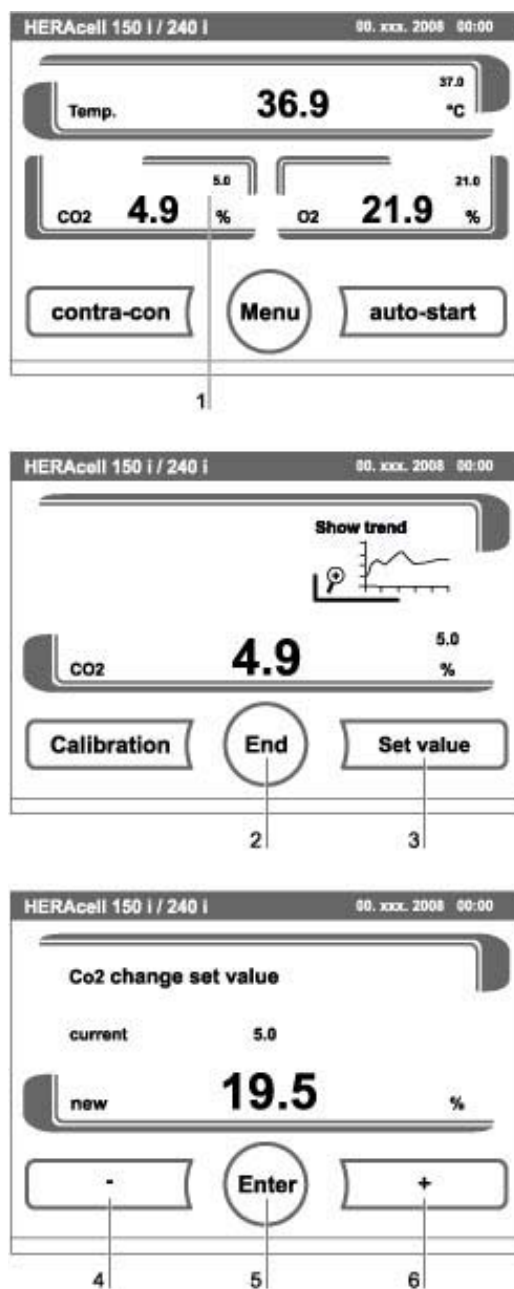 HERAcell 150 i / 240 i 00. xxx. 2008 00:00
37.0
Temp. 36.9 °C
5.0 21.0
CO2 4.9 % O2 21.9 %
contra-con Menu auto-start
1
HERAcell 150 i / 240 i 00. xxx. 2008 00:00
Show trend
5.0
CO2 4.9 %
Calibration End Set value
2 3
HERAcell 150 i / 240 i 00. xxx. 2008 00:00
Co2 change set value
current 5.0
new 19.5 %
- Enter +
4 5 6